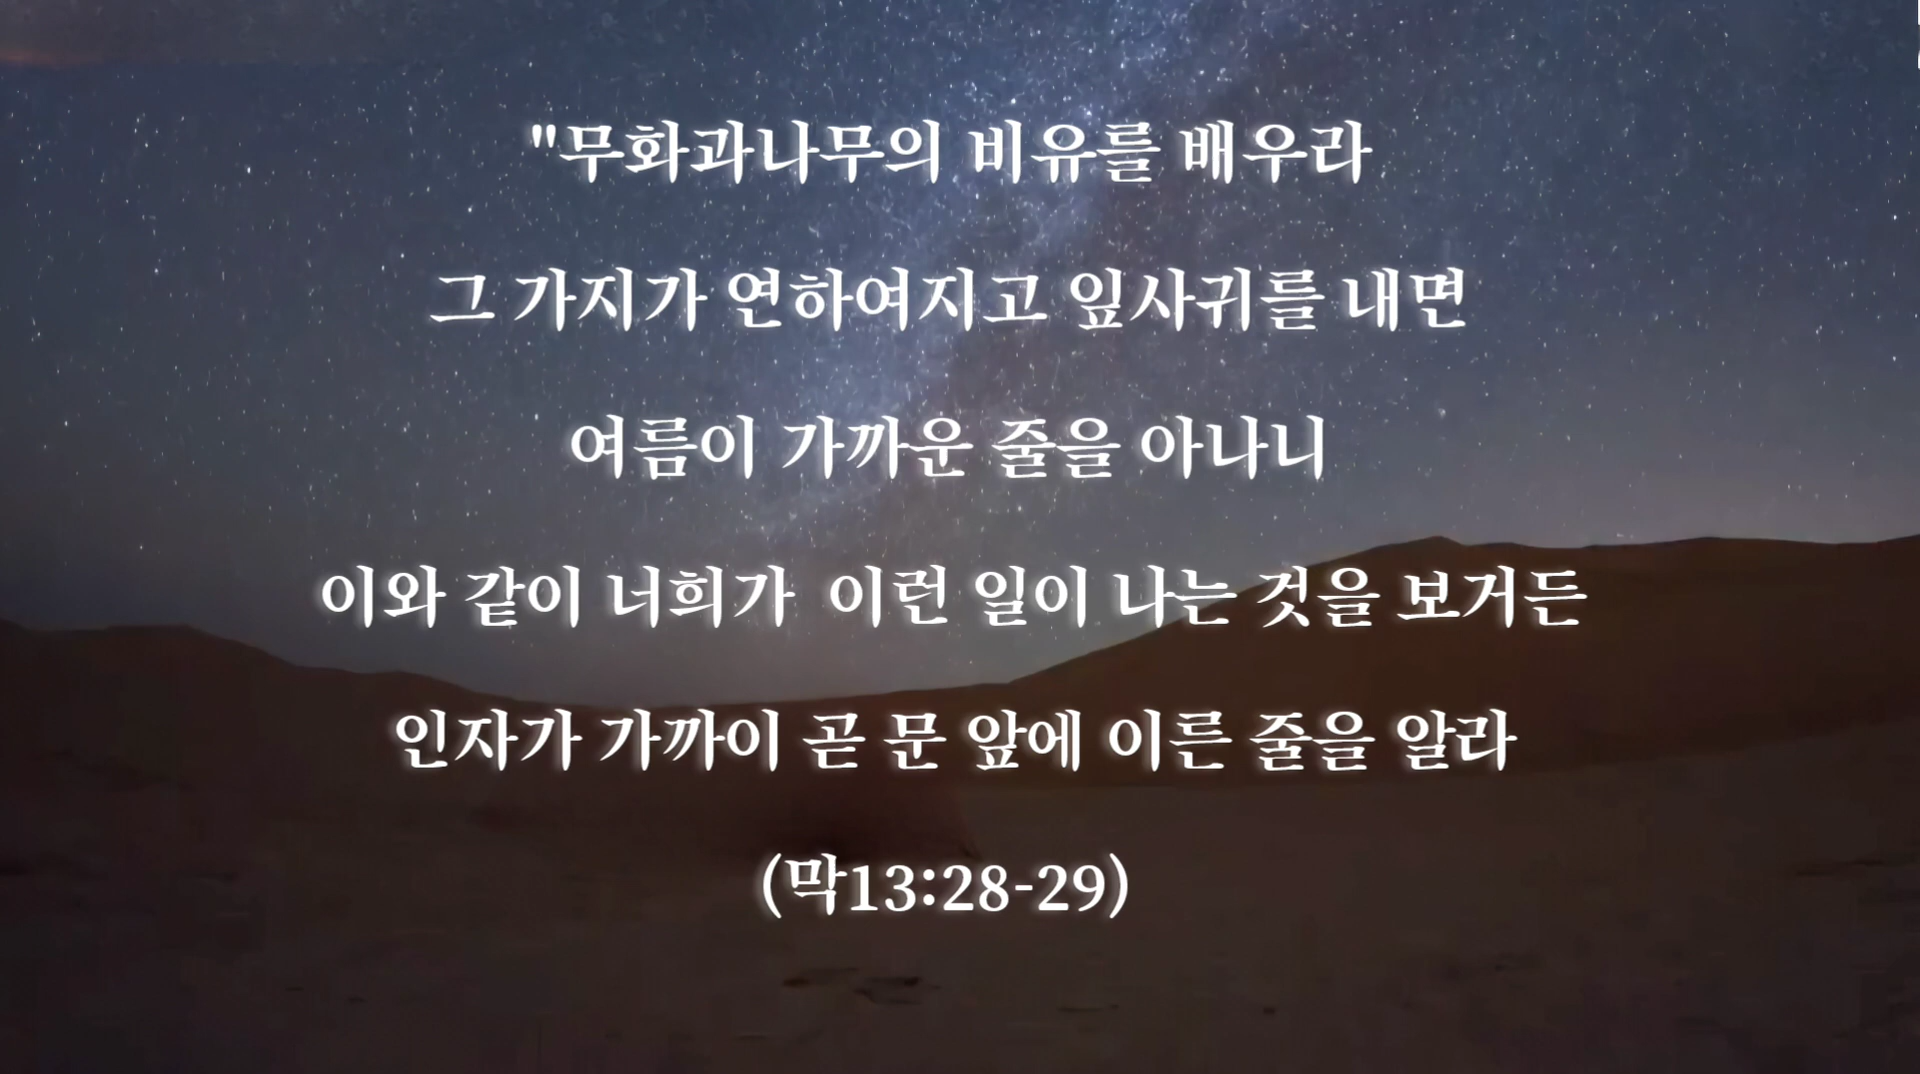 "무화과나무의 비유를 배우라
그 가지가 연하여지고 잎사귀를 내면
여름이 가까운 줄을 아나니
이와 같이 너희가 이런 일이 나는 것을 보거든
인자가 가까이 곧 문 앞에 이른 줄을 알라
(막13:28-29)